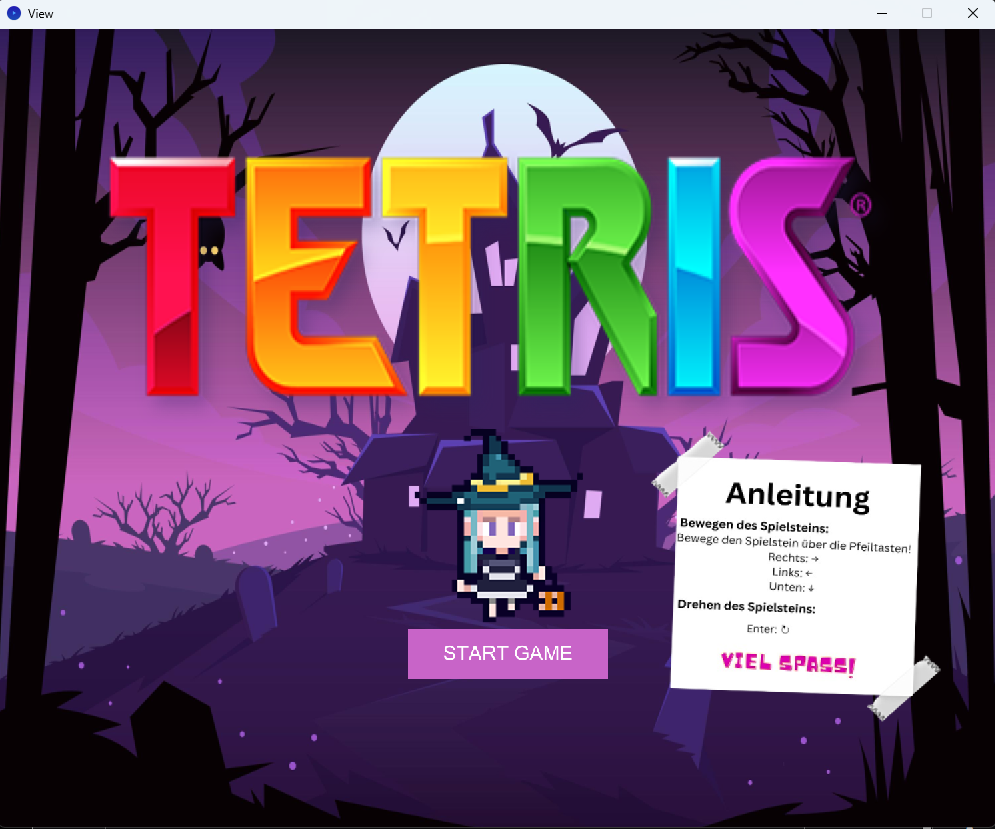 View
TETRIS®
Anleitung
Bewegen des Spielsteins:
Bewege den Spielstein über die Pfeiltasten!
Rechts: →
Links: ←
Unten: ↓
Drehen des Spielsteins:
Enter: ↻
VIEL SPASS!
START GAME